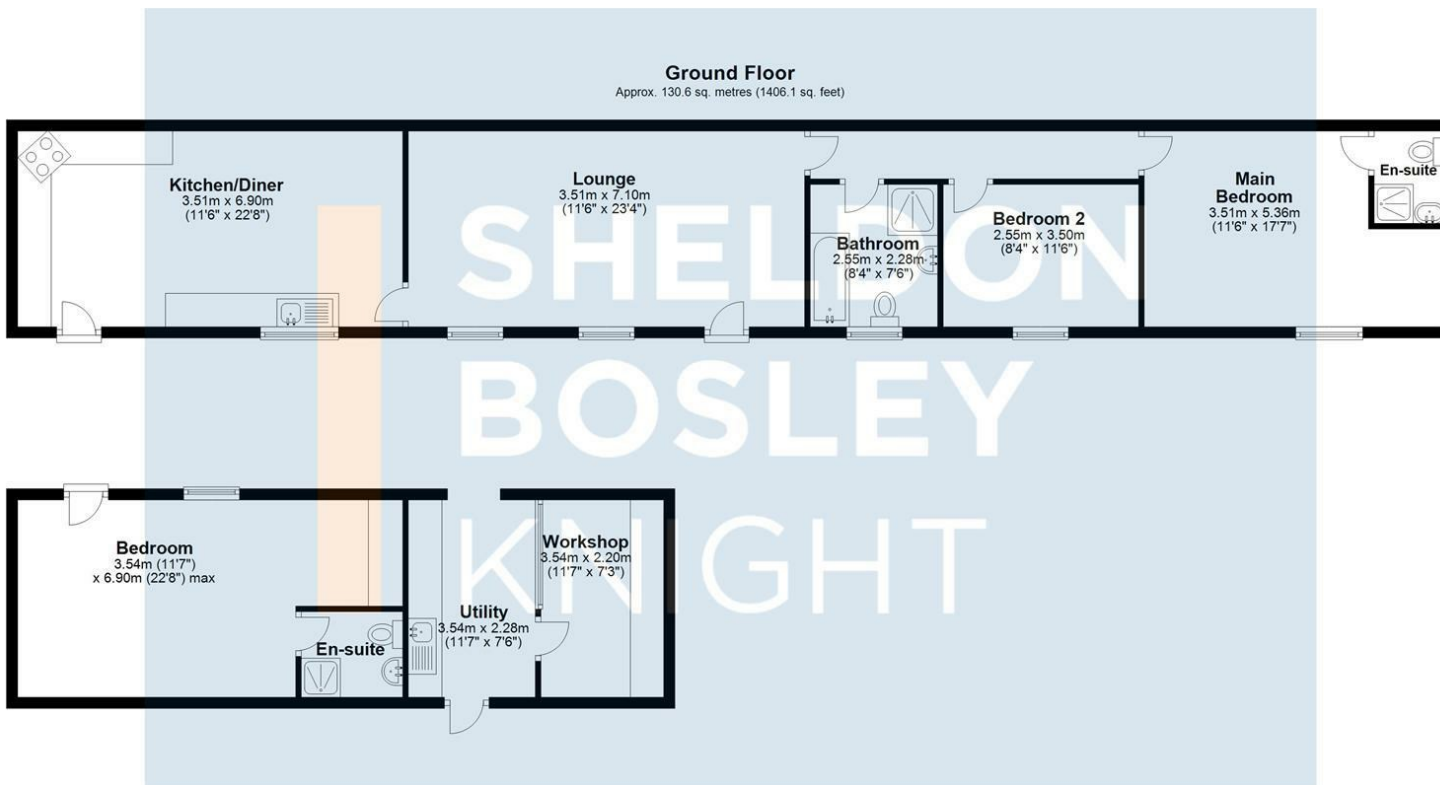 Ground Floor
Approx. 130.6 sq. metres (1406.1 sq. feet)
Kitchen/Diner
3.51m x 6.90m
(11'6" x 22'8")
Lounge
3.51m x 7.10m
(11'6" x 23'4")
Bathroom
2.55m x 2.28m
(8'4" x 7'6")
Bedroom 2
2.55m x 3.50m
(8'4" x 11'6")
Main
Bedroom
3.51m x 5.36m
(11'6" x 17'7")
En-suite
SHELDON
BOSLEY
KNIGHT
Bedroom
3.54m (11'7")
x 6.90m (22'8") max
En-suite
Utility
3.54m x 2.28m
(11'7" x 7'6")
Workshop
3.54m x 2.20m
(11'7" x 7'3")